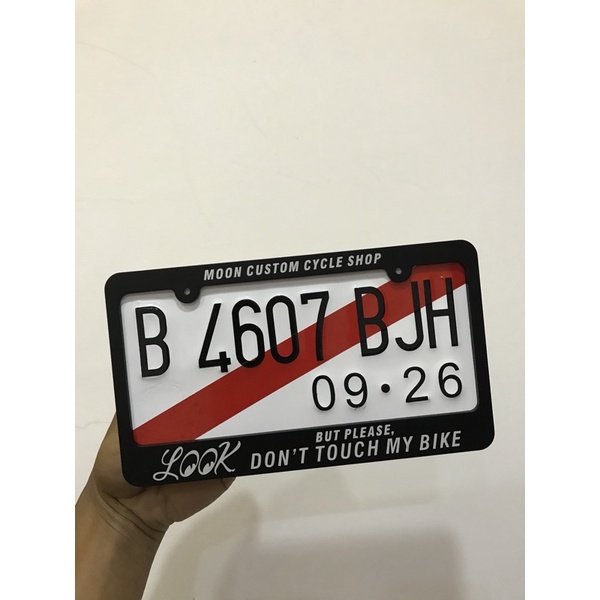 MOON CUSTOM CYCLE SHOP
B 4607 BJH
09·26
LOOK
BUT PLEASE,
DON'T TOUCH MY BIKE